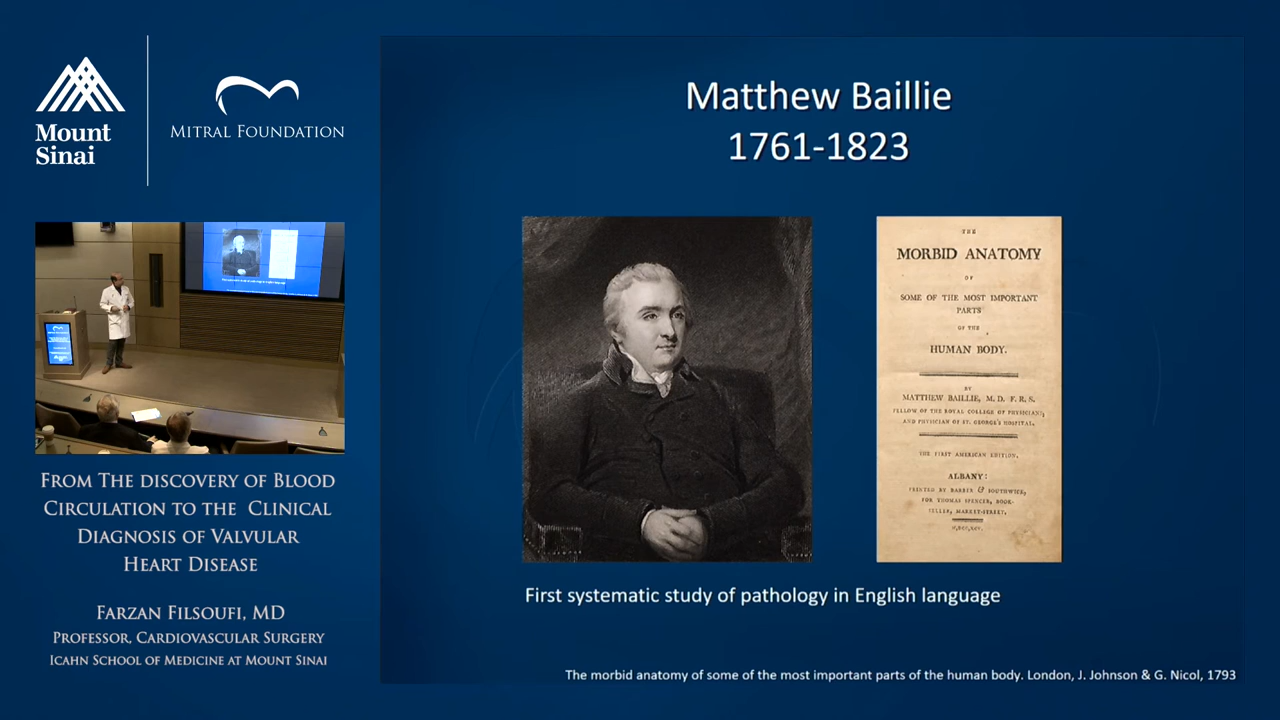 Mount
Sinai
MITRAL FOUNDATION
FROM THE DISCOVERY OF BLOOD
CIRCULATION TO THE CLINICAL
DIAGNOSIS OF VALVULAR
HEART DISEASE
FARZAN FILSOUFI, MD
PROFESSOR, CARDIOVASCULAR SURGERY
ICAHN SCHOOL OF MEDICINE AT MOUNT SINAI
Matthew Baillie
1761-1823
THE
MORBID ANATOMY
OF
SOME OF THE MOST IMPORTANT
PARTS
OF THE
HUMAN BODY.
BY
MATTHEW BAILLIE, M. D. F. R. S.
FELLOW OF THE ROYAL COLLEGE OF PHYSICIANS,
AND PHYSICIAN OF ST. GEORGE'S HOSPITAL.
THE FIRST AMERICAN EDITION.
ALBANY:
PRINTED BY BARBER & SOUTHWICK,
FOR THOMAS SPENCER, BOOK-
SELLER, MARKET-STREET.
First systematic study of pathology in English language
The morbid anatomy of some of the most important parts of the human body. London, J. Johnson & G. Nicol, 1793